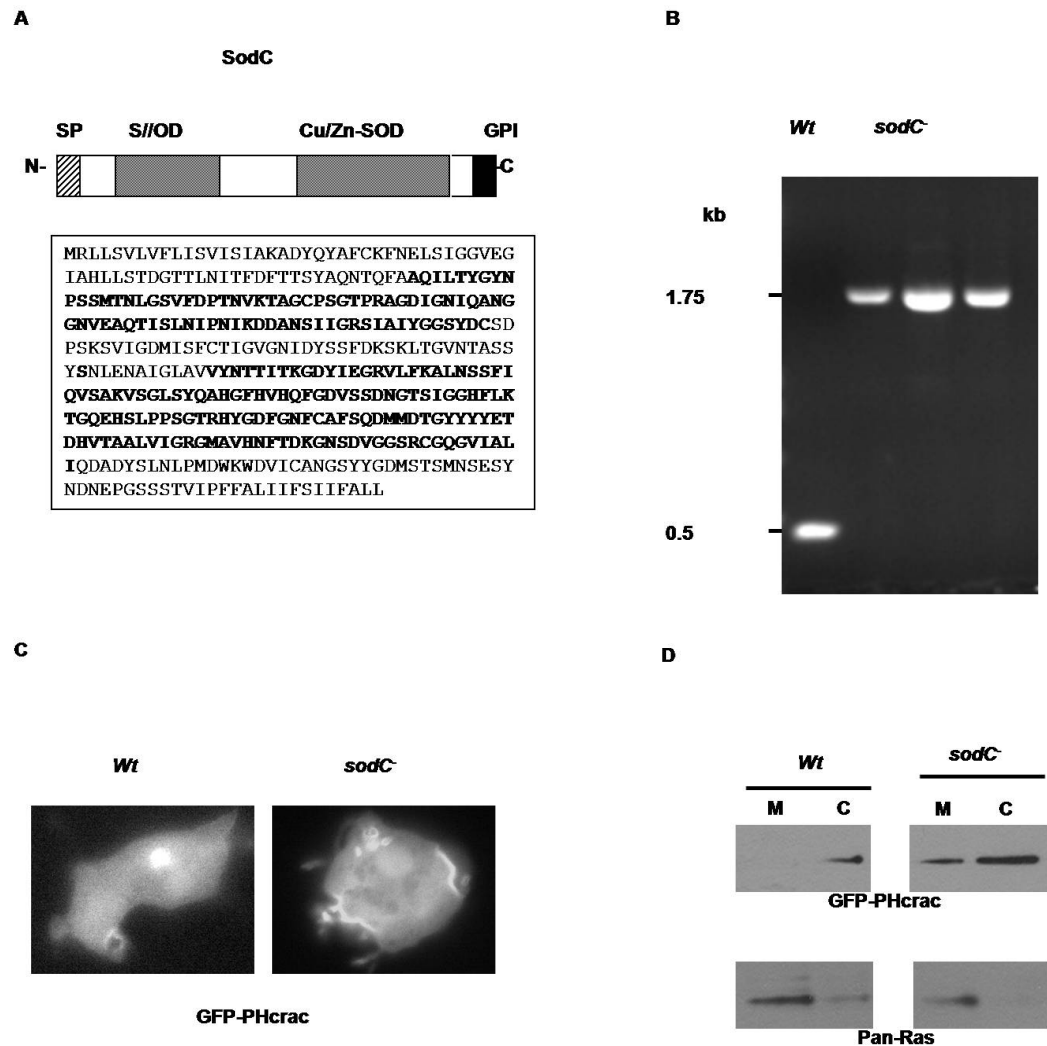 A
SodC
SP S//OD Cu/Zn-SOD GPI
N- -C
MRLLSVLVFLISVISIAKADYQYAFCKFNELSIGGVEG
IAHLLSTDGTTLNITFDFTTSYAQNTQFAAQILTYGYN
PSSMTNLGSVFDPTNVKTAGCPSGTPRAGDIGNIQANG
GNVEAQTISLNIPNIKDDANSIIGRSIAIYGGSYDCSD
PSKSVIGDMISFCTIGVGNIDYSSFDKSKLTGVNTASS
YSNLENAIGLAVVYNTTITKGDYIEGRVLFKALNSSFI
QVSAKVSGLSYQAHGFHVHQFGDVSSDNGTSIGGHFLK
TGQEHSLPPSGTRHYGDFGNFCAFSQDMMDTGYYYYET
DHVTAALVIGRGMAVHNFTDKGNSDVGGSRCGQGVIAL
IQDADYSLNLPMDWKWDVICANGSYYGDMSTSMNSESY
NDNEPGSSSTVIPFFALIIFSIIFALL
B
Wt sodC-
kb
1.75
0.5
C
Wt sodC-
GFP-PHcrac
D
Wt sodC-
M C M C
GFP-PHcrac
Pan-Ras